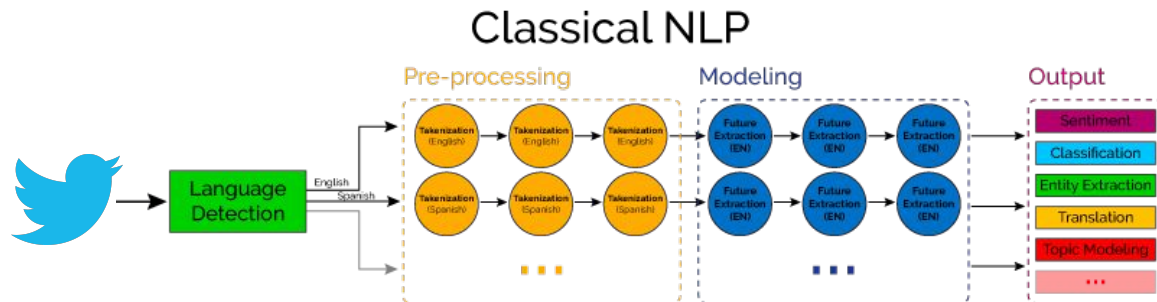 Classical NLP
Pre-processing
Modeling
Output
Language
Detection
English
Spanish
Takenization
(English)
Takenization
(English)
Takenization
(English)
Takenization
(Spanish)
Takenization
(Spanish)
Takenization
(Spanish)
...
Future
Extraction
(EN)
Future
Extraction
(EN)
Future
Extraction
(EN)
Future
Extraction
(EN)
Future
Extraction
(EN)
Future
Extraction
(EN)
...
Sentiment
Classification
Entity Extraction
Translation
Topic Modeling
...